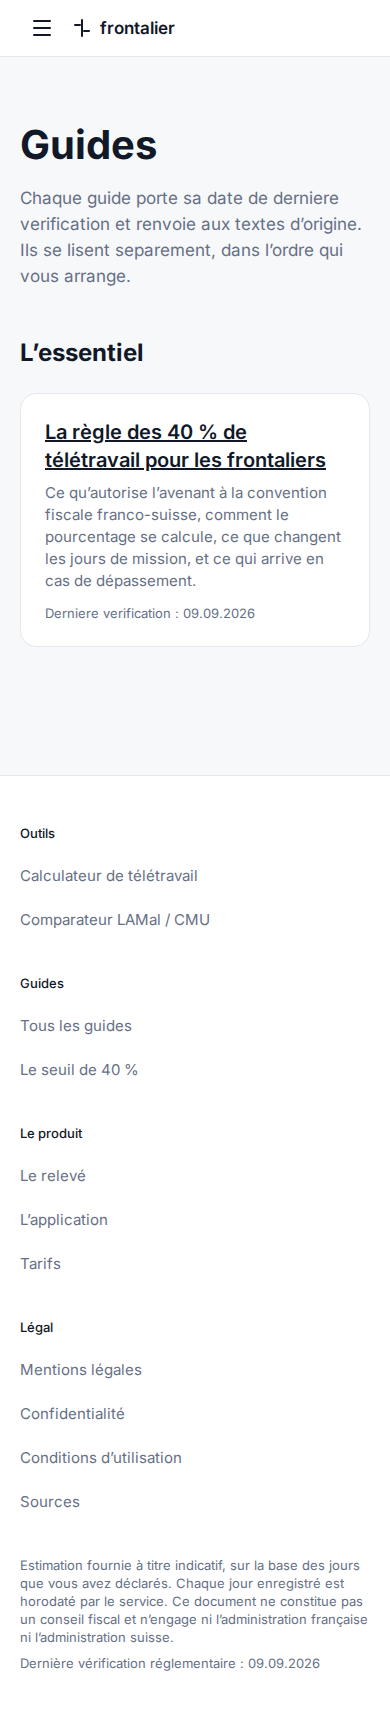 frontalier
Guides
Chaque guide porte sa date de derniere
verification et renvoie aux textes d’origine.
Ils se lisent separement, dans l’ordre qui
vous arrange.
L’essentiel
La règle des 40 % de
télétravail pour les frontaliers
Ce qu’autorise l’avenant à la convention
fiscale franco-suisse, comment le
pourcentage se calcule, ce que changent
les jours de mission, et ce qui arrive en
cas de dépassement.
Derniere verification : 09.09.2026
Outils
Calculateur de télétravail
Comparateur LAMal / CMU
Guides
Tous les guides
Le seuil de 40 %
Le produit
Le relevé
L’application
Tarifs
Légal
Mentions légales
Confidentialité
Conditions d’utilisation
Sources
Estimation fournie à titre indicatif, sur la base des jours
que vous avez déclarés. Chaque jour enregistré est
horodaté par le service. Ce document ne constitue pas
un conseil fiscal et n’engage ni l’administration française
ni l’administration suisse.
Dernière vérification réglementaire : 09.09.2026